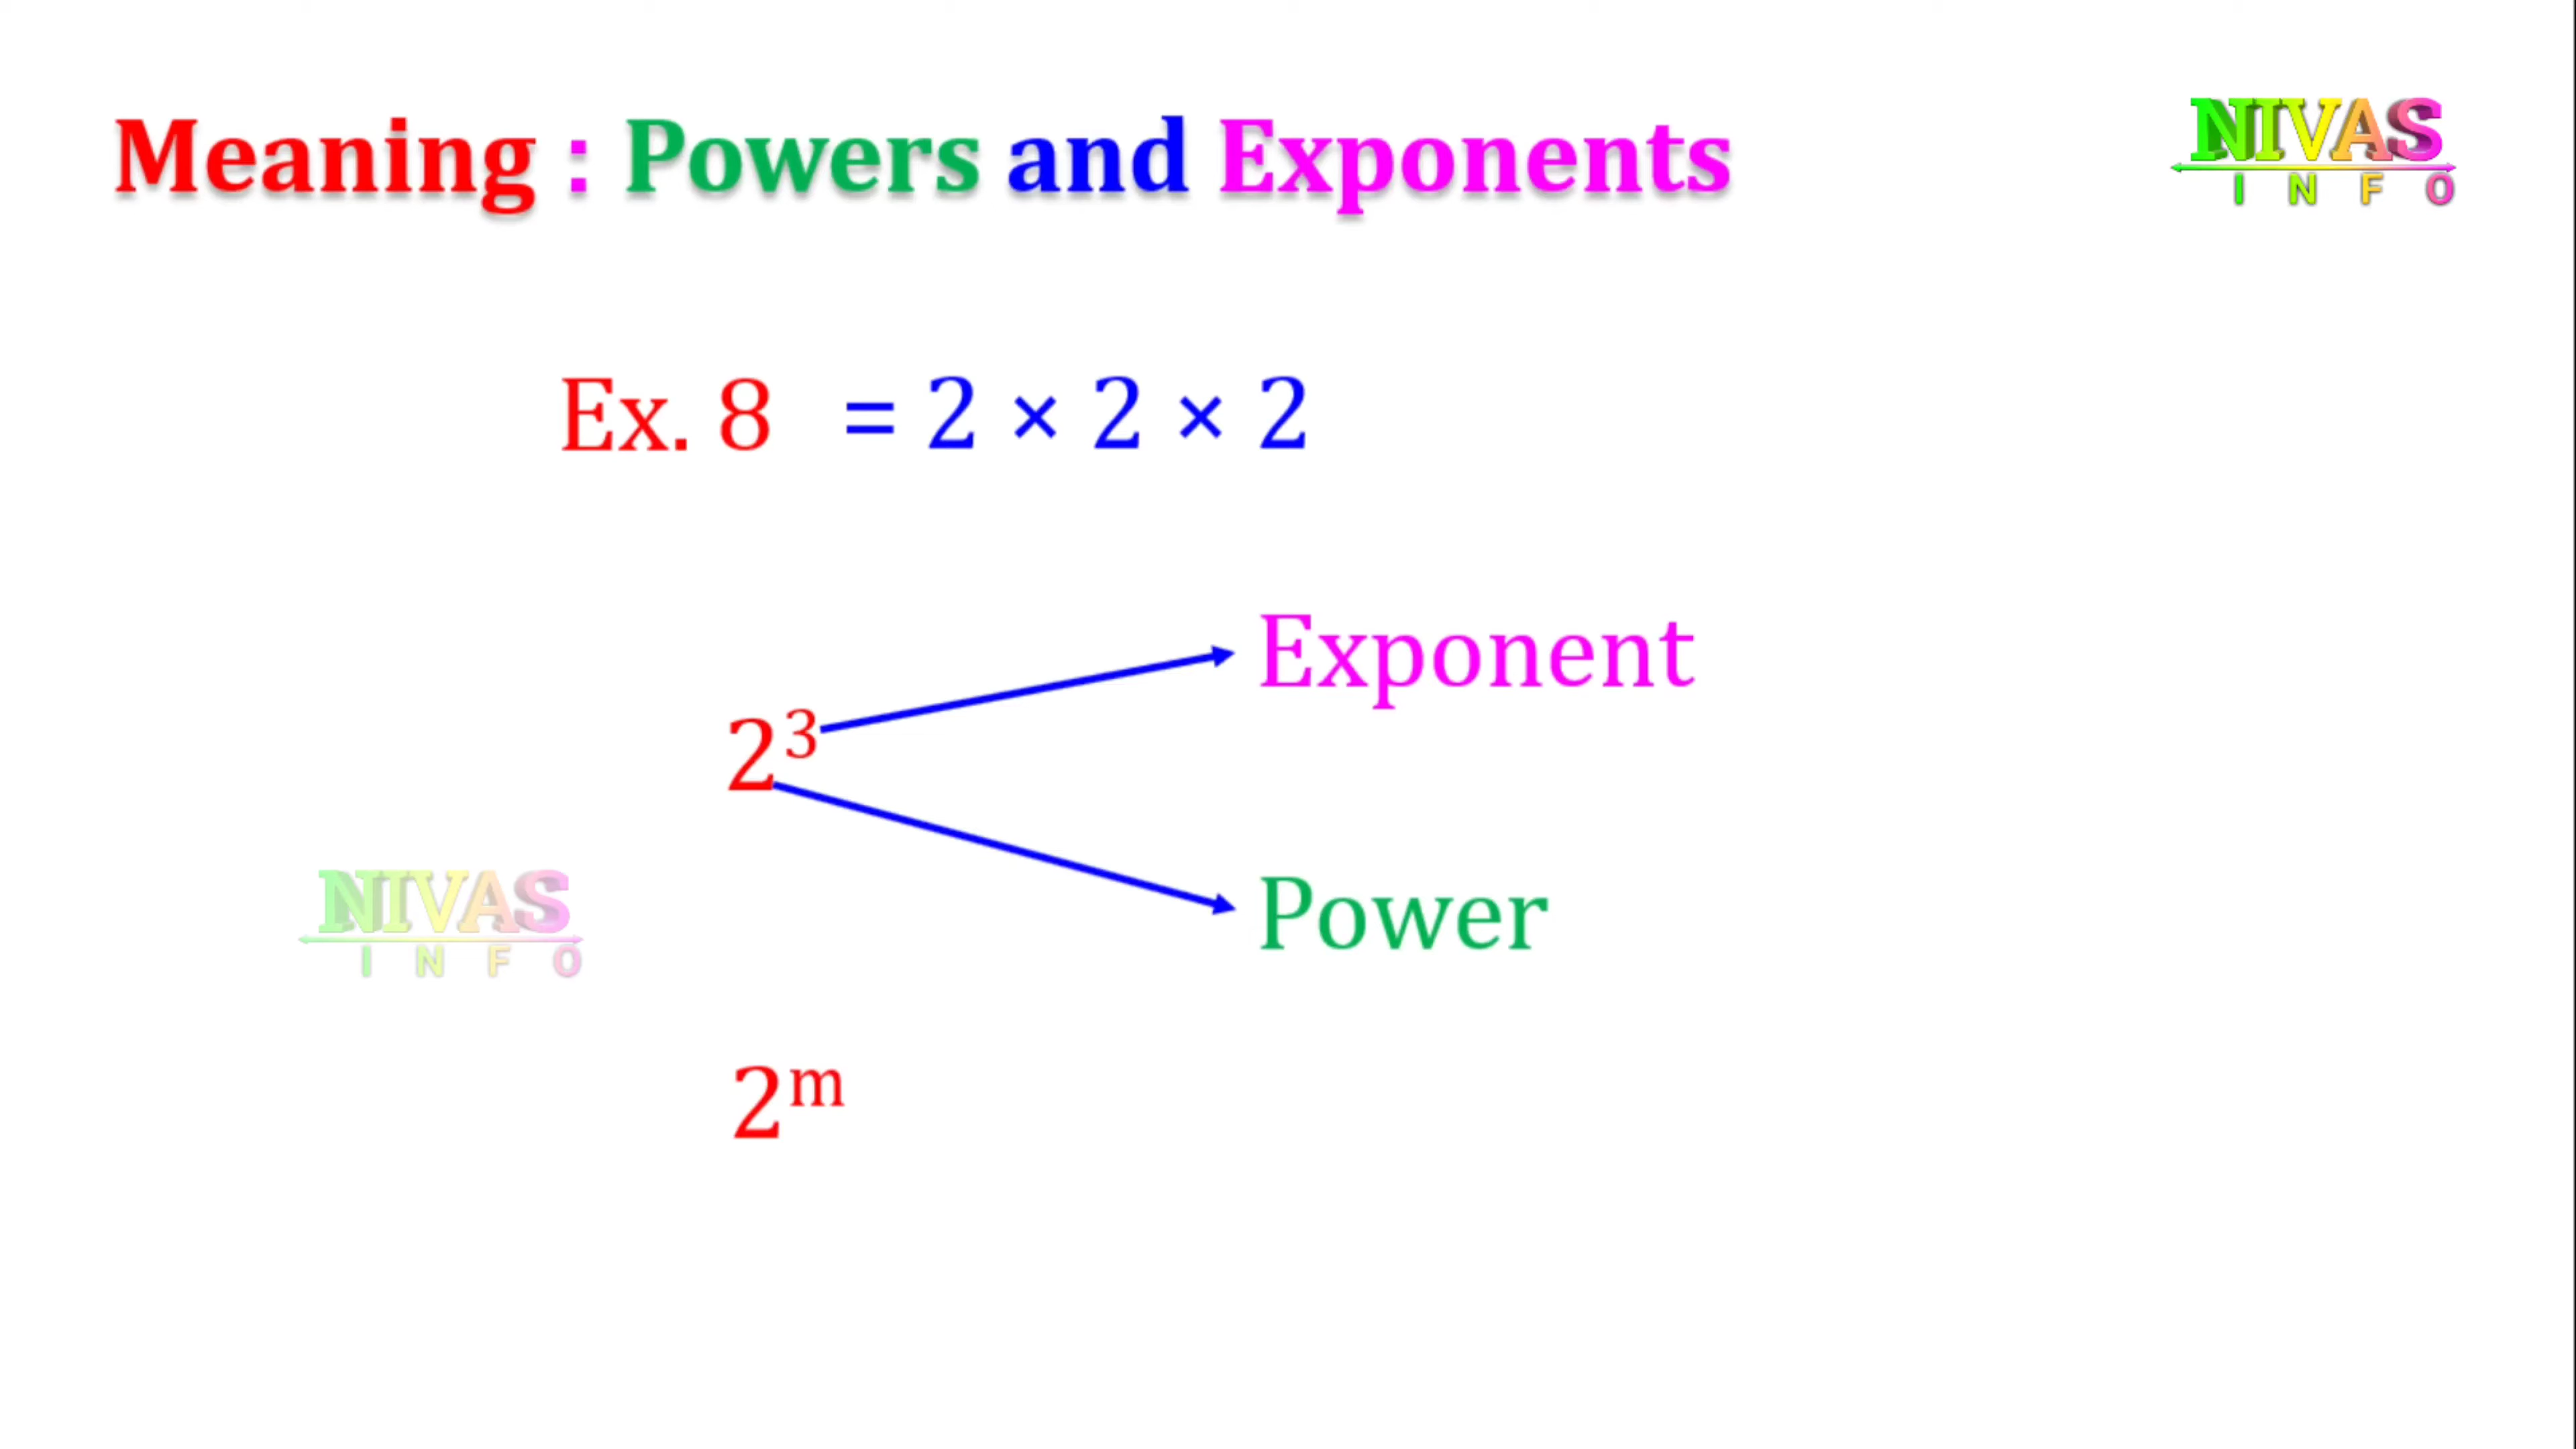 Meaning : Powers and Exponents
NIVAS
INFO
Ex. 8 = 2 × 2 × 2
Exponent
2³
Power
NIVAS
INFO
2ᵐ